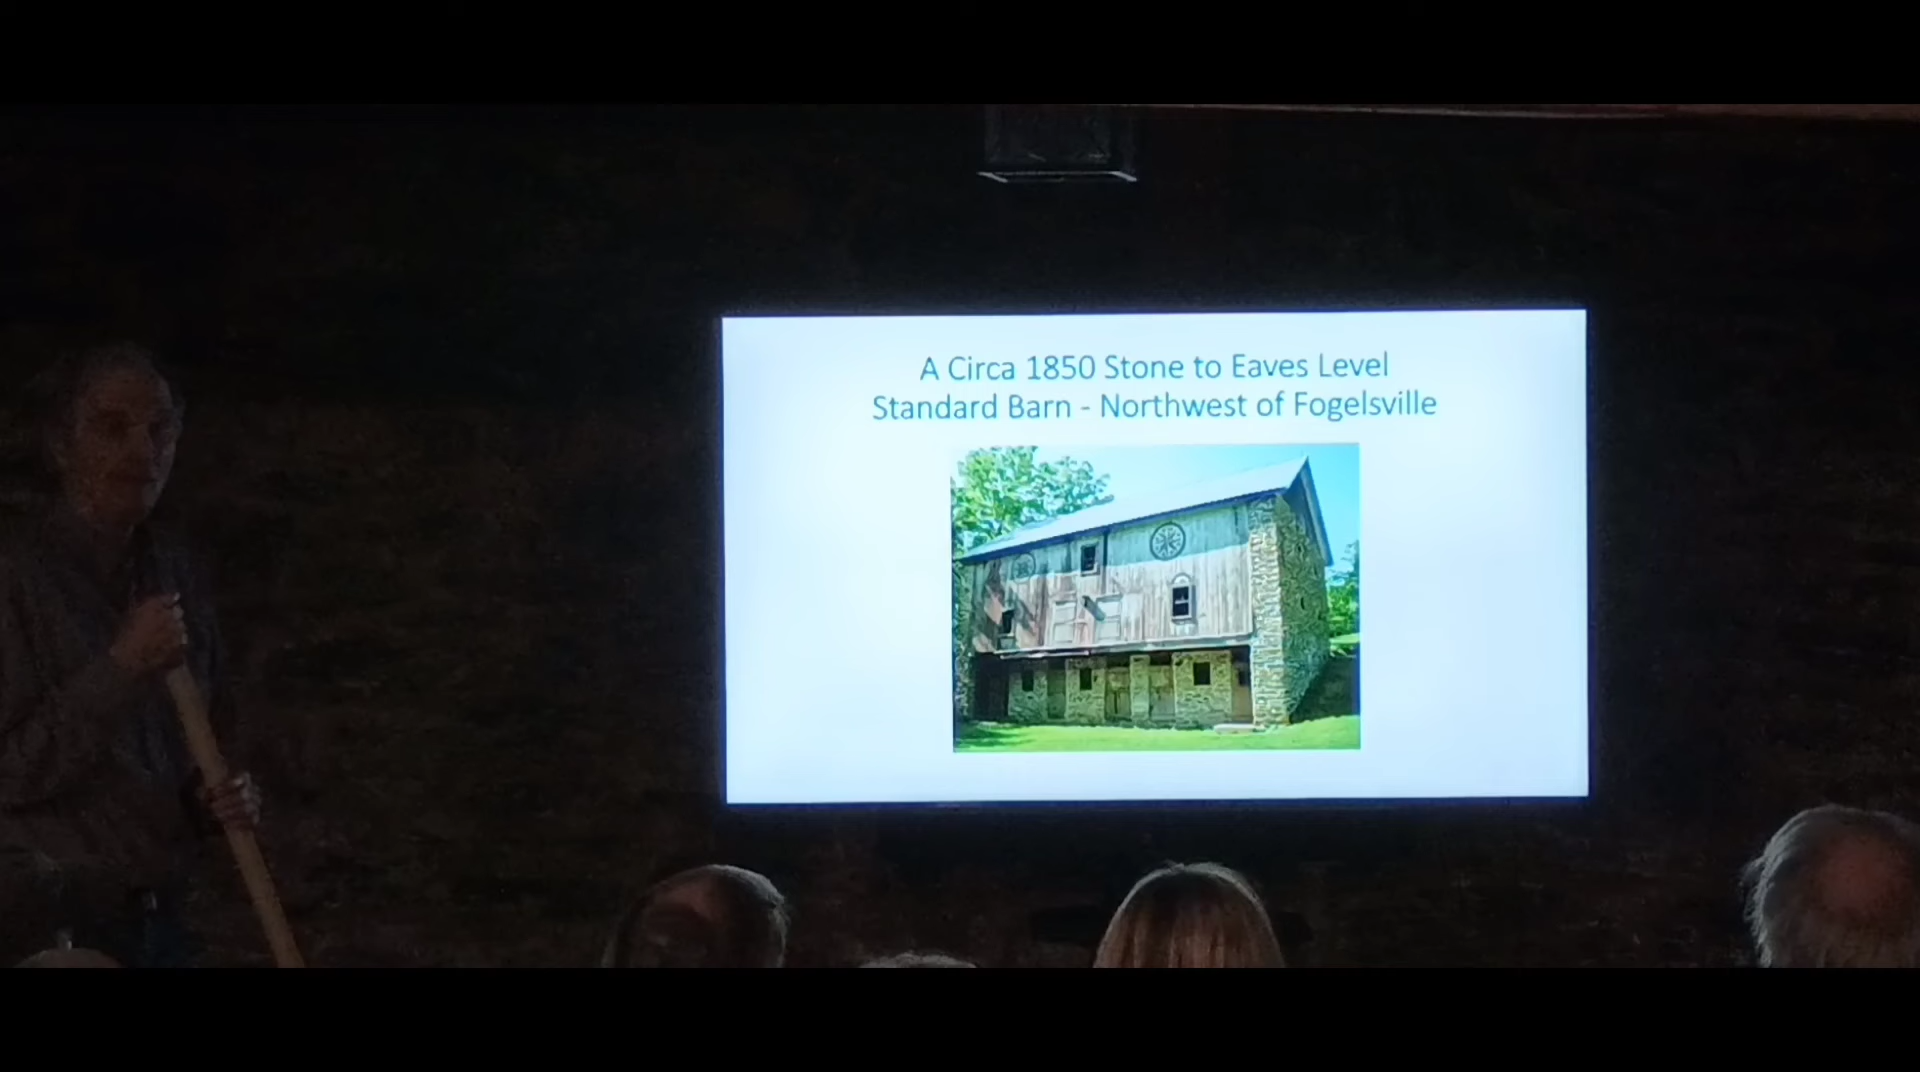 A Circa 1850 Stone to Eaves Level
Standard Barn - Northwest of Fogelsville